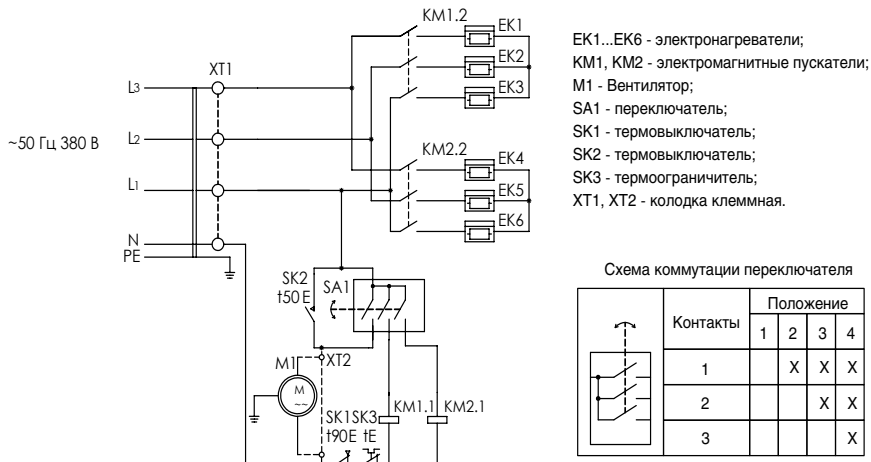 KM1.2
EK1
EK2
EK3
XT1
L3
~50 Гц 380 В
L2
L1
N
PE
KM2.2
EK4
EK5
EK6
SK2
t50 E
SA1
M1
XT2
M
~~
SK1SK3
t90E tE
KM1.1
KM2.1
EK1...EK6 - электронагреватели;
KM1, KM2 - электромагнитные пускатели;
M1 - Вентилятор;
SA1 - переключатель;
SK1 - термовыключатель;
SK2 - термовыключатель;
SK3 - термоограничитель;
XT1, XT2 - колодка клеммная.
Схема коммутации переключателя
Контакты Положение
1 2 3 4
1 X X X
2 X X
3 X